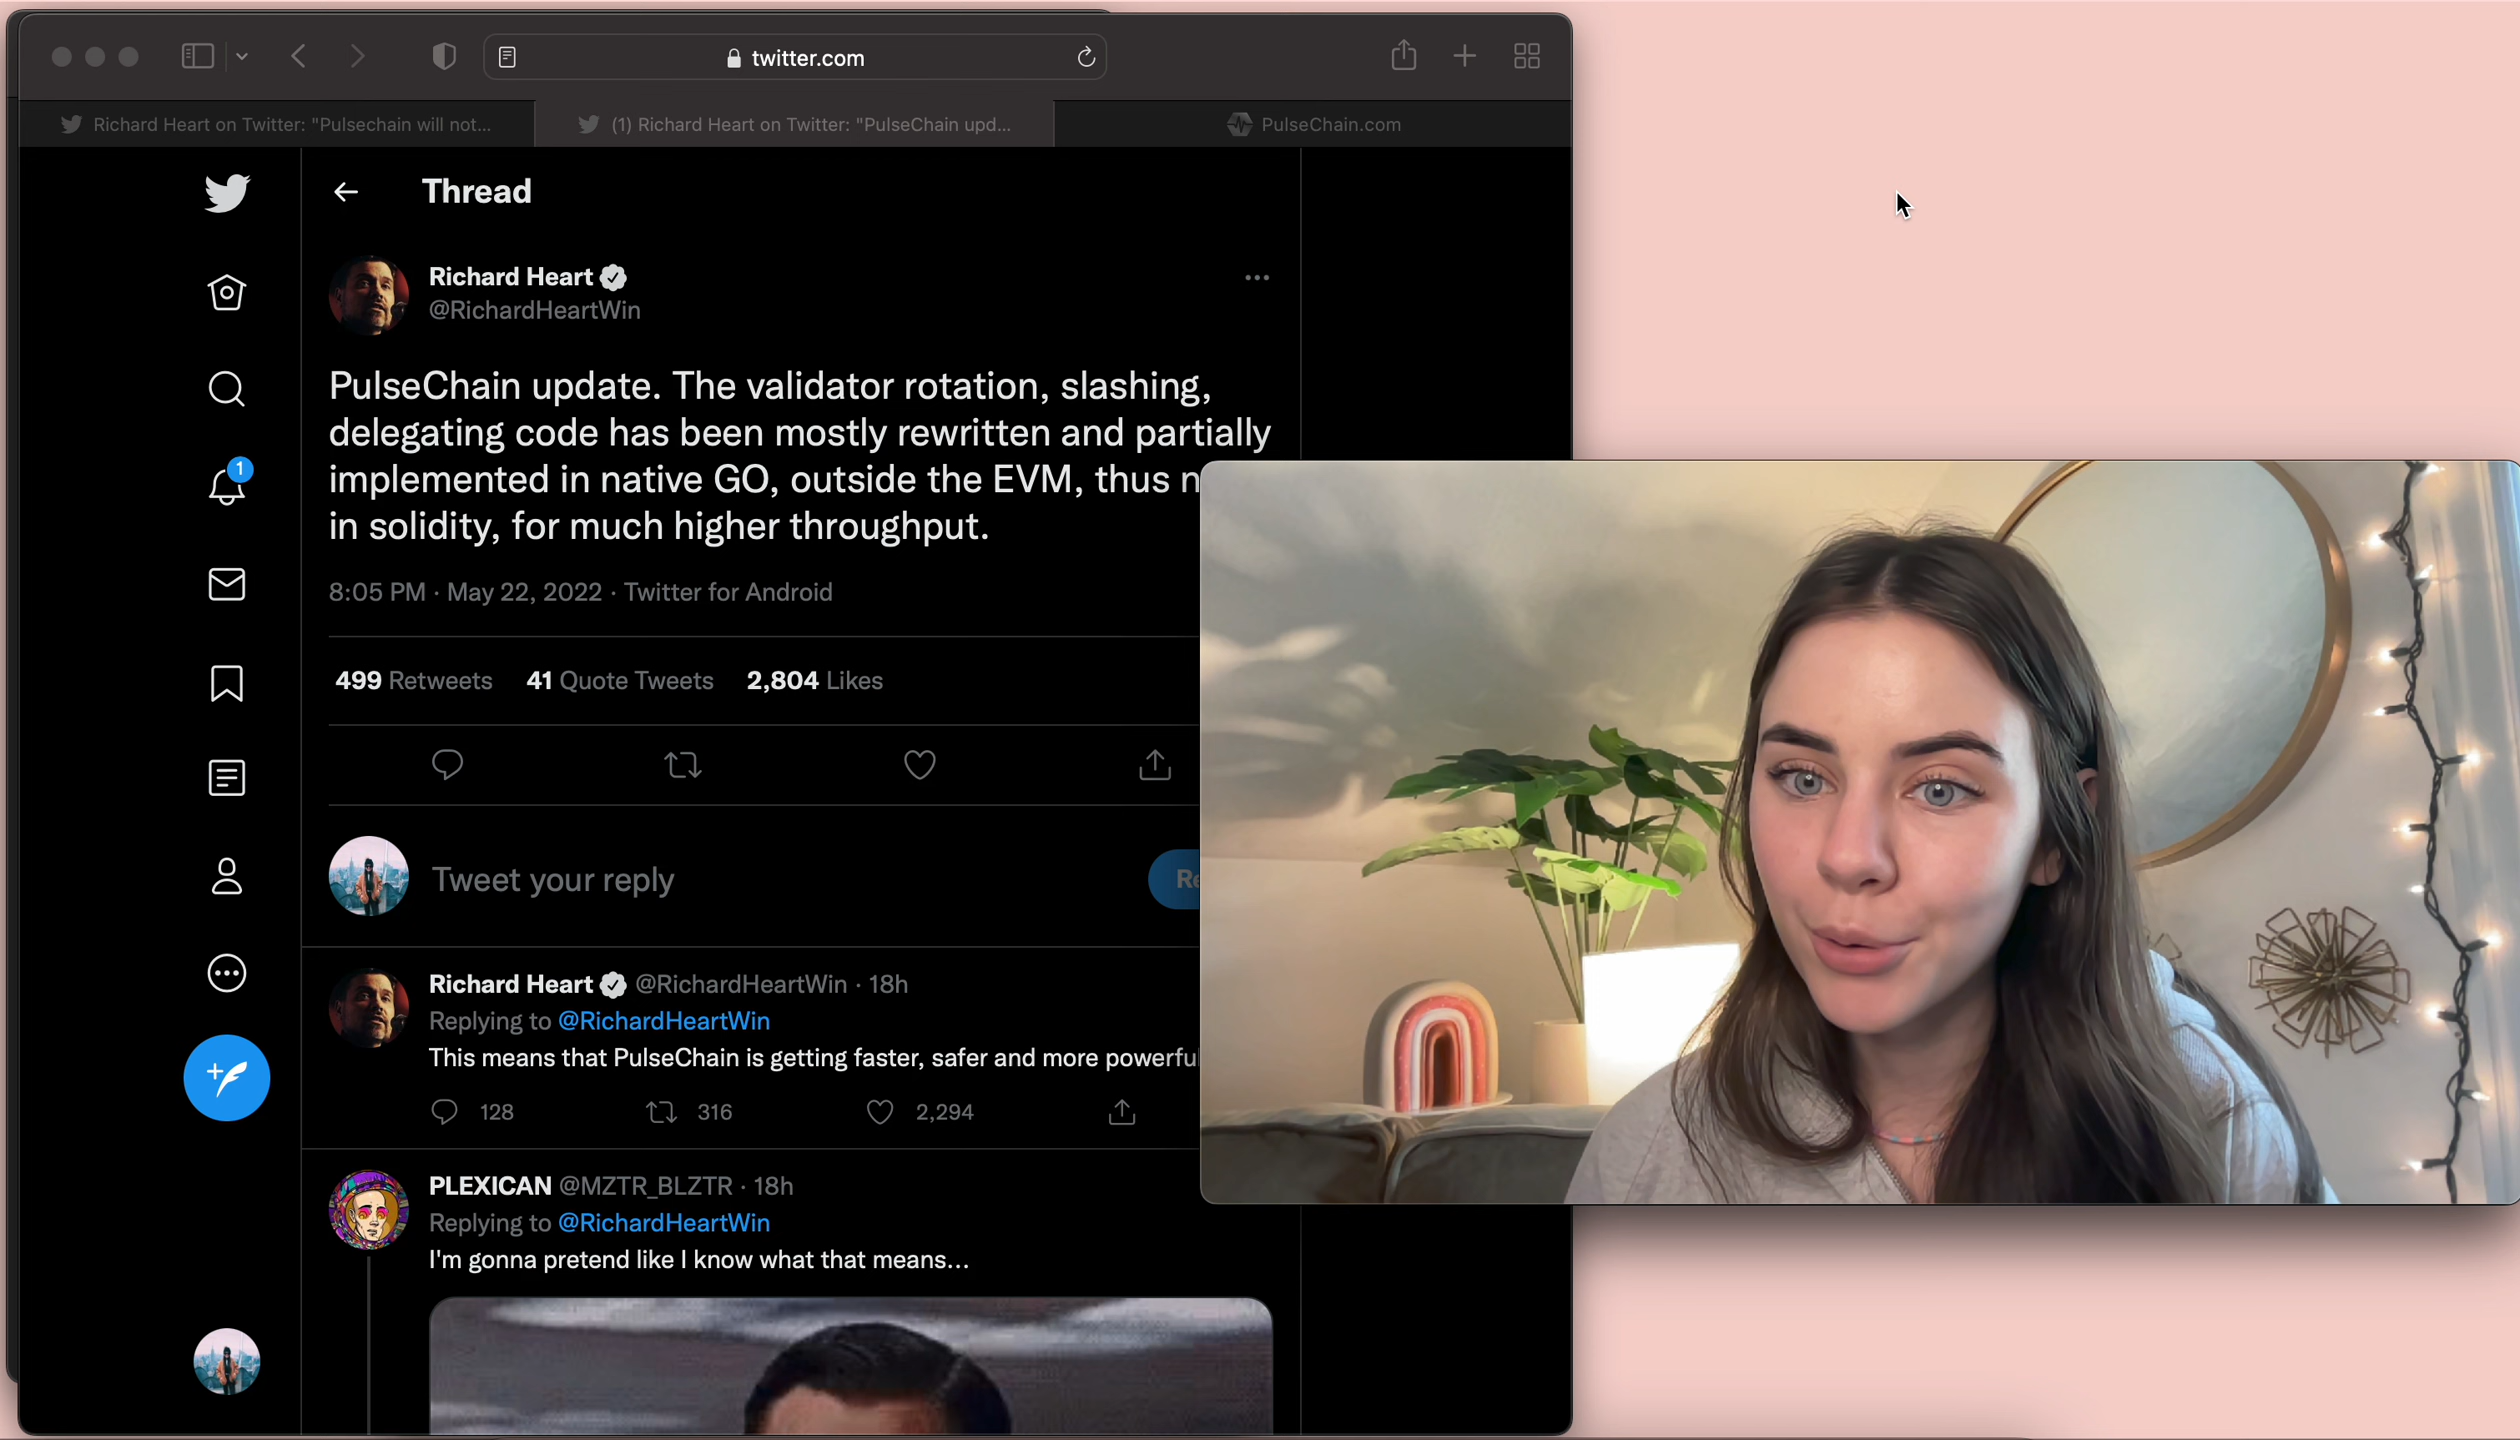 twitter.com
Richard Heart on Twitter: "Pulsechain will not...
(1) Richard Heart on Twitter: "PulseChain upd...
PulseChain.com
Thread
Richard Heart
@RichardHeartWin
PulseChain update. The validator rotation, slashing,
delegating code has been mostly rewritten and partially
implemented in native GO, outside the EVM, thus
in solidity, for much higher throughput.
8:05 PM · May 22, 2022 · Twitter for Android
499 Retweets 41 Quote Tweets 2,804 Likes
1
Tweet your reply
Richard Heart @RichardHeartWin · 18h
Replying to @RichardHeartWin
This means that PulseChain is getting faster, safer and more
128 316 2,294
PLEXICAN @MZTR_BLZTR · 18h
Replying to @RichardHeartWin
I'm gonna pretend like I know what that means...